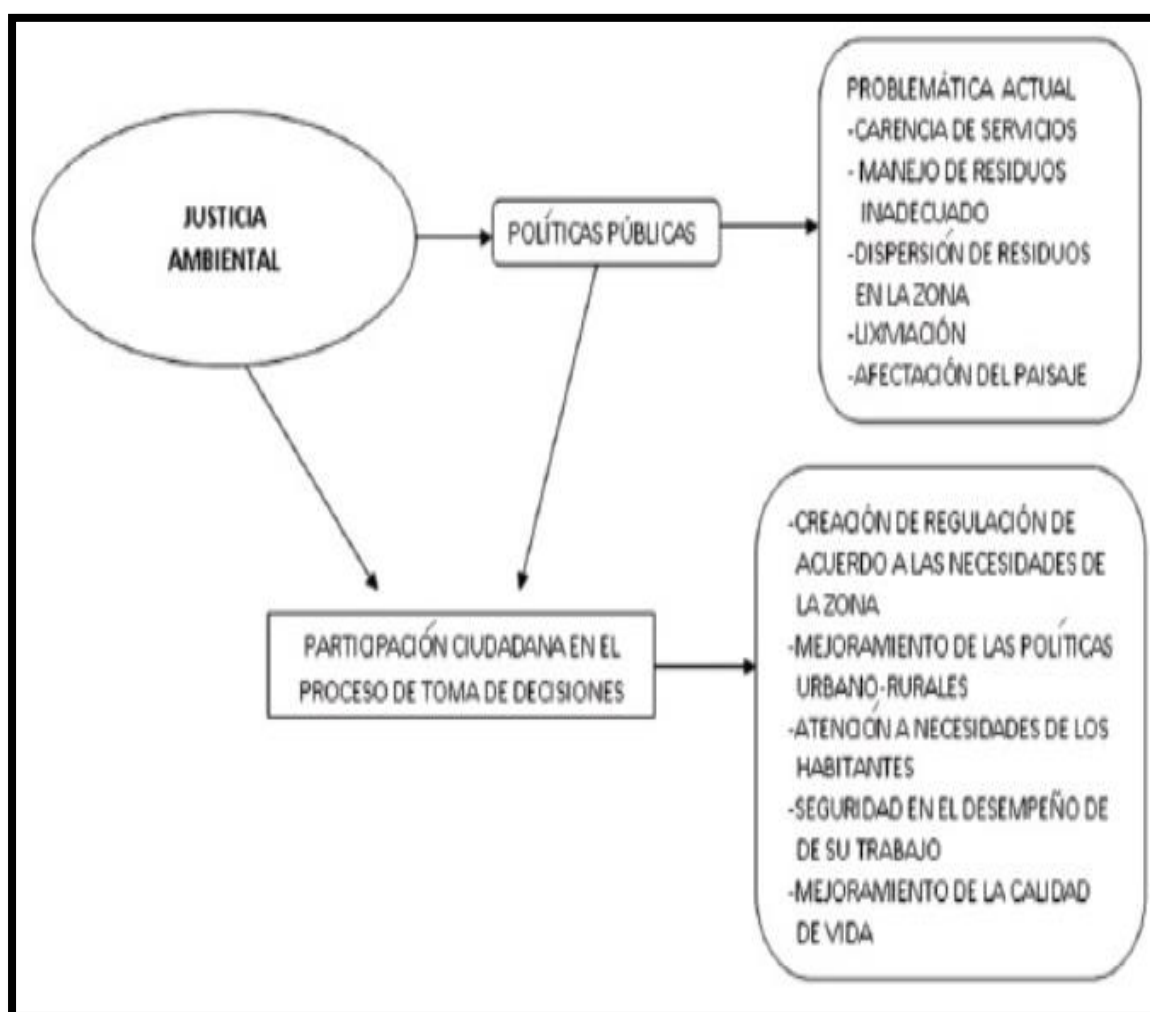 JUSTICIA
AMBIENTAL
POLÍTICAS PÚBLICAS
PROBLEMÁTICA ACTUAL
-CARENCIA DE SERVICIOS
- MANEJO DE RESIDUOS
INADECUADO
-DISPERSIÓN DE RESIDUOS
EN LA ZONA
-LIXIVIACIÓN
-AFECTACIÓN DEL PAISAJE
PARTICIPACIÓN CIUDADANA EN EL
PROCESO DE TOMA DE DECISIONES
-CREACIÓN DE REGULACIÓN DE
ACUERDO A LAS NECESIDADES DE
LA ZONA
-MEJORAMIENTO DE LAS POLÍTICAS
URBANO-RURALES
-ATENCIÓN A NECESIDADES DE LOS
HABITANTES
-SEGURIDAD EN EL DESEMPEÑO DE
DE SU TRABAJO
-MEJORAMIENTO DE LA CALIDAD
DE VIDA